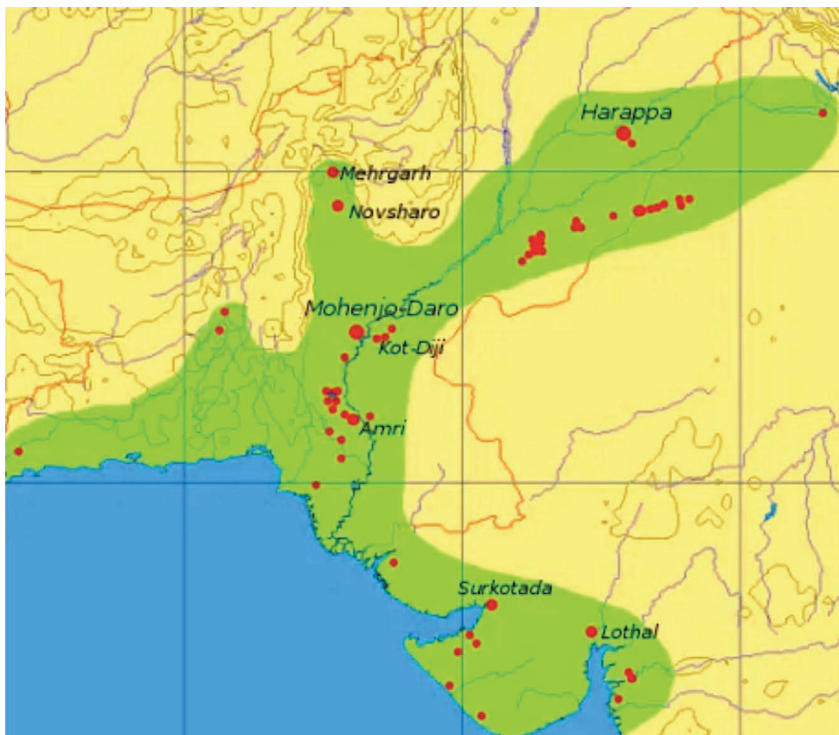 Harappa
Mehrgarh
Novsharo
Mohenjo-Daro
Kot-Diji
Amri
Surkotada
Lothal